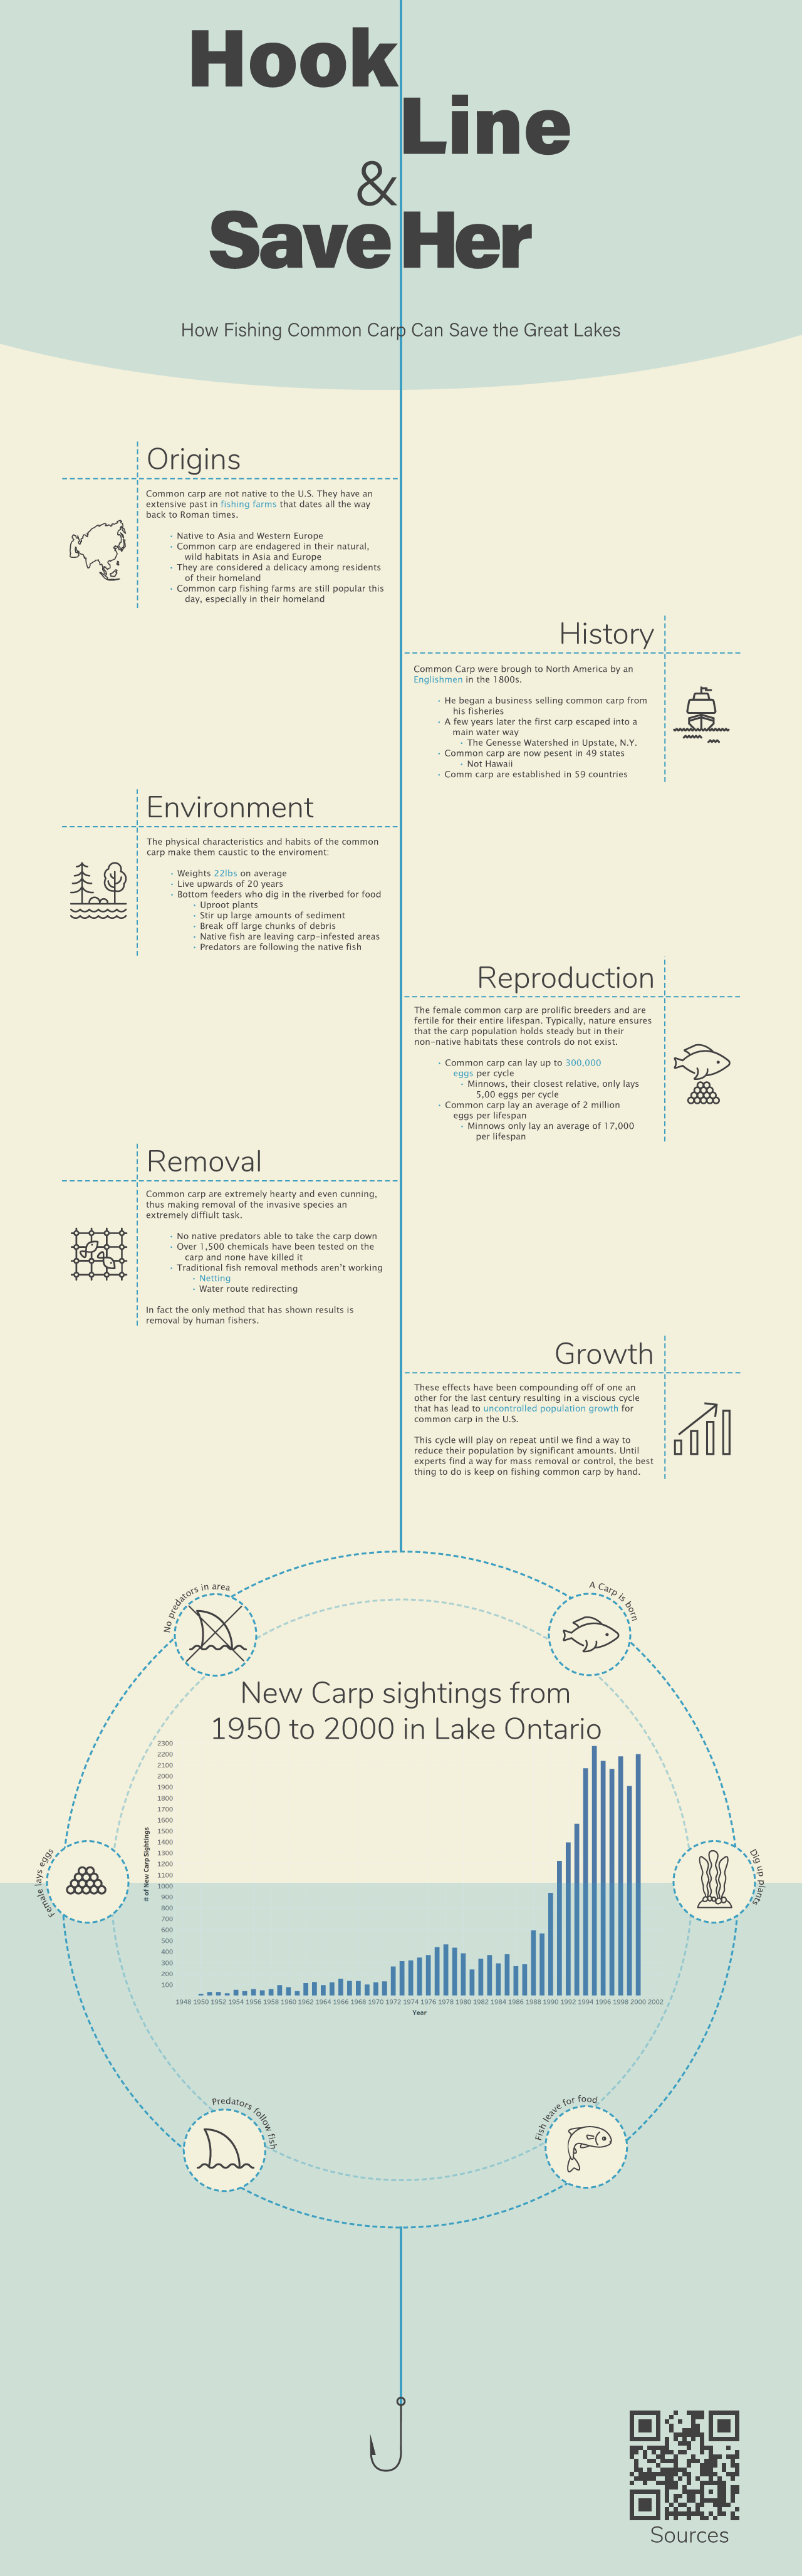 Hook
Line
&
Save Her
How Fishing Common Carp Can Save the Great Lakes
Origins
Common carp are not native to the U.S. They have an
extensive past in fishing farms that dates all the way
back to Roman times.
· Native to Asia and Western Europe
· Common carp are endagered in their natural,
wild habitats in Asia and Europe
· They are considered a delicacy among residents
of their homeland
· Common carp fishing farms are still popular this
day, especially in their homeland
History
Common Carp were brough to North America by an
Englishmen in the 1800s.
· He began a business selling common carp from
his fisheries
· A few years later the first carp escaped into a
main water way
· The Genesse Watershed in Upstate, N.Y.
· Common carp are now pesent in 49 states
· Not Hawaii
· Comm carp are established in 59 countries
Environment
The physical characteristics and habits of the common
carp make them caustic to the enviroment:
· Weights 22lbs on average
· Live upwards of 20 years
· Bottom feeders who dig in the riverbed for food
· Uproot plants
· Stir up large amounts of sediment
· Break off large chunks of debris
· Native fish are leaving carp-infested areas
· Predators are following the native fish
Reproduction
The female common carp are prolific breeders and are
fertile for their entire lifespan. Typically, nature ensures
that the carp population holds steady but in their
non-native habitats these controls do not exist.
· Common carp can lay up to 300,000
eggs per cycle
· Minnows, their closest relative, only lays
5,00 eggs per cycle
· Common carp lay an average of 2 million
eggs per lifespan
· Minnows only lay an average of 17,000
per lifespan
Removal
Common carp are extremely hearty and even cunning,
thus making removal of the invasive species an
extremely diffiult task.
· No native predators able to take the carp down
· Over 1,500 chemicals have been tested on the
carp and none have killed it
· Traditional fish removal methods aren't working
· Netting
· Water route redirecting
In fact the only method that has shown results is
removal by human fishers.
Growth
These effects have been compounding off of one an
other for the last century resulting in a viscious cycle
that has lead to uncontrolled population growth for
common carp in the U.S.
This cycle will play on repeat until we find a way to
reduce their population by significant amounts. Until
experts find a way for mass removal or control, the best
thing to do is keep on fishing common carp by hand.
No predators in area
A Carp is born
New Carp sightings from
1950 to 2000 in Lake Ontario
2300
2200
2100
2000
1900
1800
1700
1600
1500
1400
1300
1200
1100
1000
900
800
700
600
500
400
300
200
100
# of New Carp Sightings
1948 1950 1952 1954 1956 1958 1960 1962 1964 1966 1968 1970 1972 1974 1976 1978 1980 1982 1984 1986 1988 1990 1992 1994 1996 1998 2000 2002
Year
Female lays eggs
Dig up plants
Predators follow fish
Fish leave for food
Sources